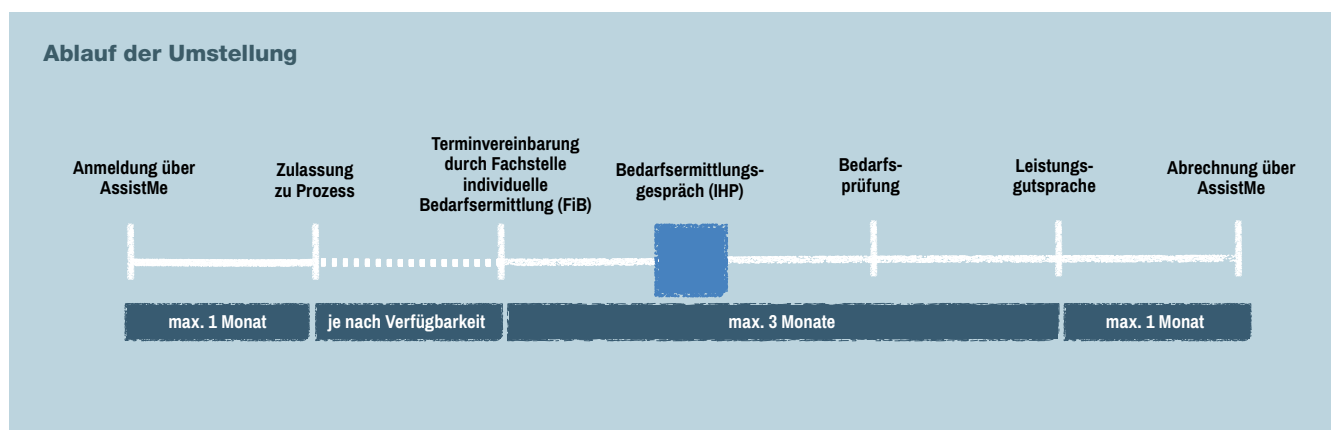 Ablauf der Umstellung
Anmeldung über
AssistMe
Zulassung
zu Prozess
Terminvereinbarung
durch Fachstelle
individuelle
Bedarfsermittlung (FiB)
Bedarfsermittlungs-
gespräch (IHP)
Bedarfs-
prüfung
Leistungs-
gutsprache
Abrechnung über
AssistMe
max. 1 Monat
je nach Verfügbarkeit
max. 3 Monate
max. 1 Monat